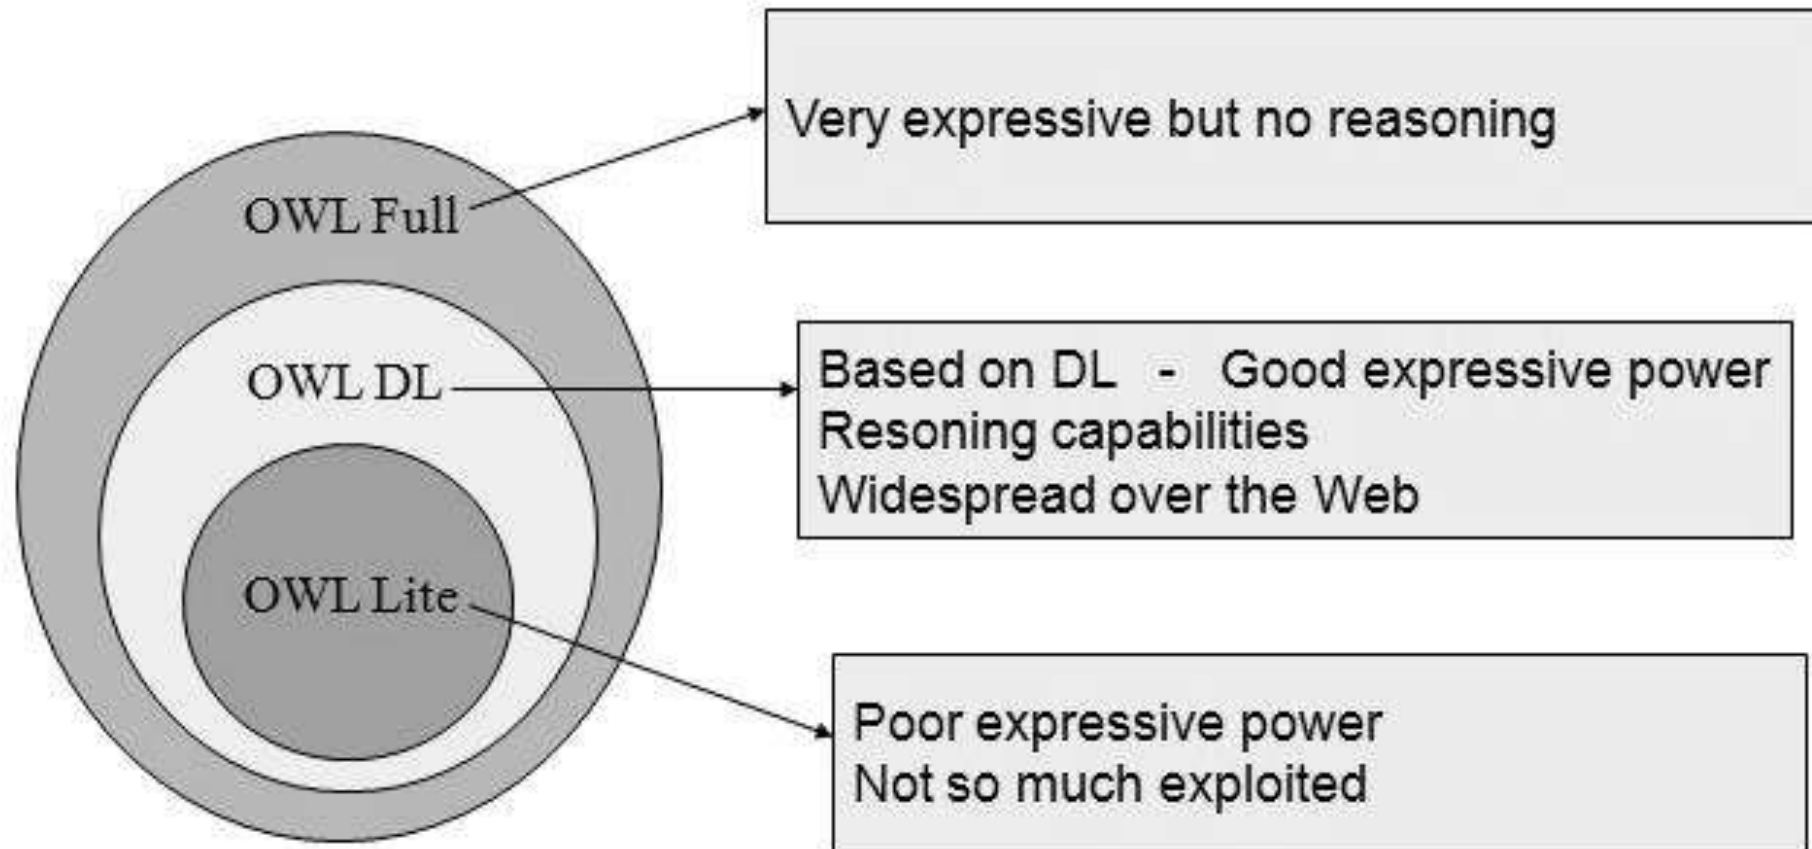 OWL Full
Very expressive but no reasoning
OWL DL
Based on DL - Good expressive power
Resoning capabilities
Widespread over the Web
OWL Lite
Poor expressive power
Not so much exploited